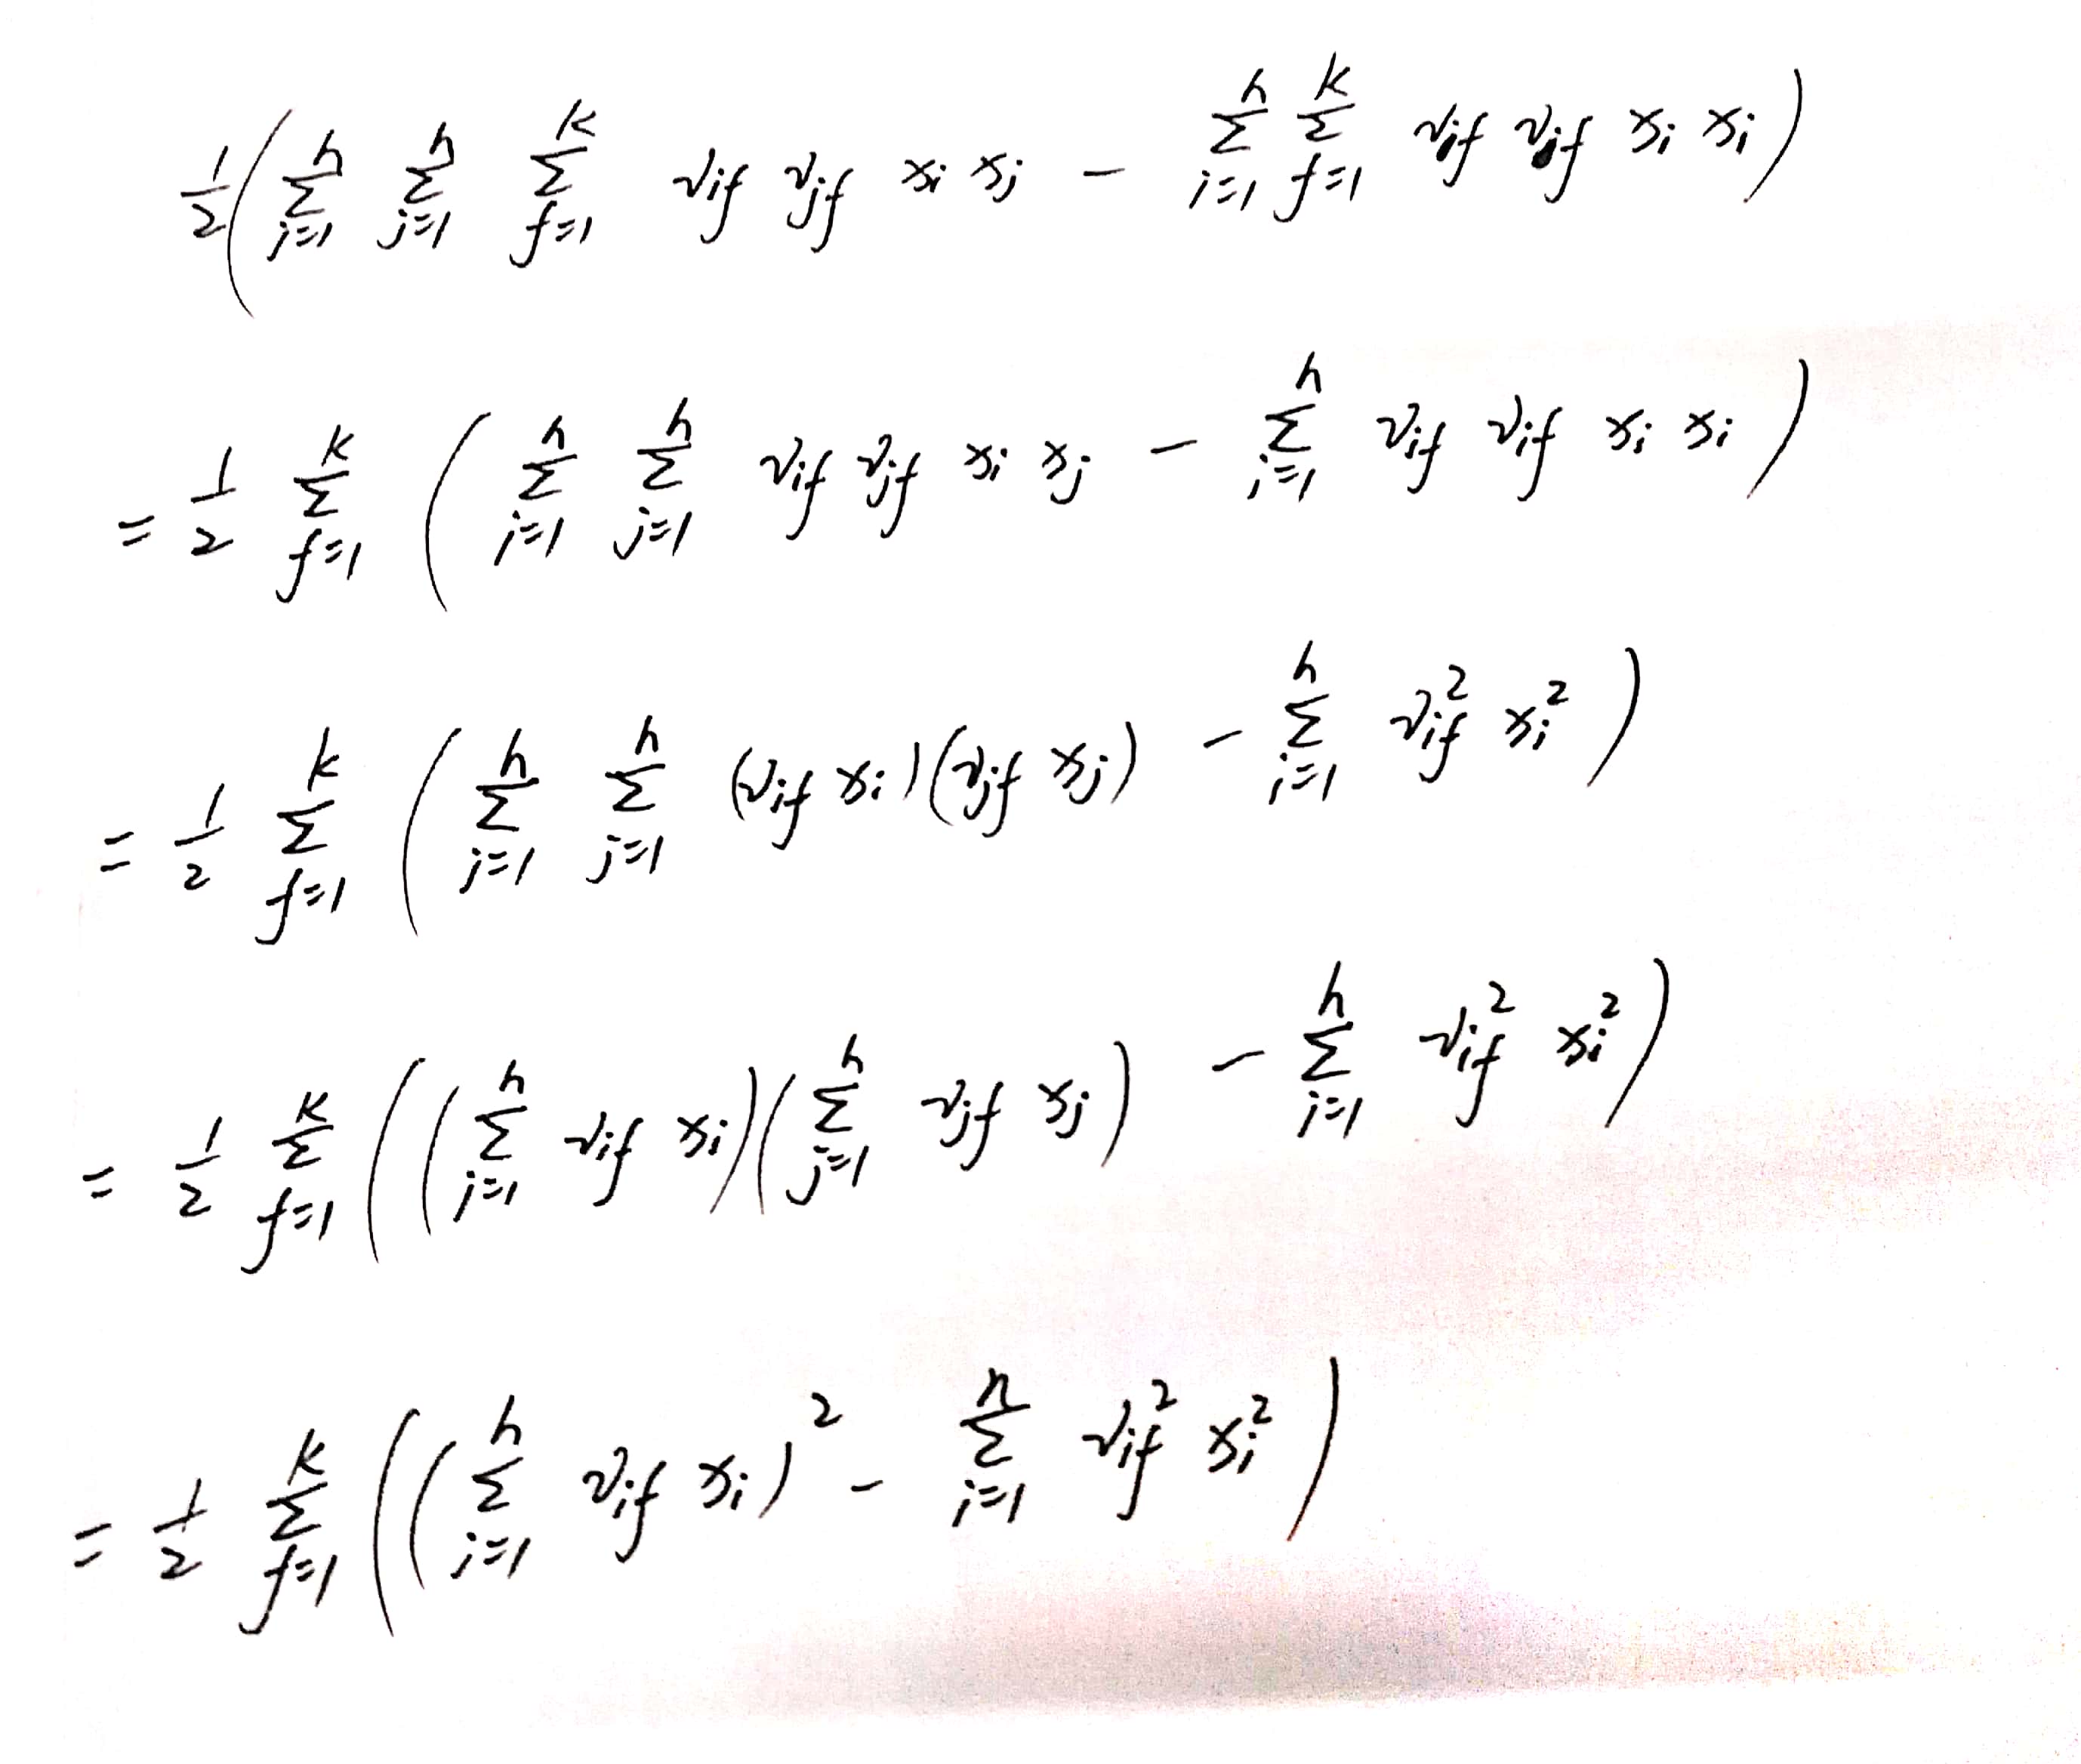 \frac{1}{2}\left(\sum_{i=1}^{n}\sum_{j=1}^{n}\sum_{f=1}^{k} v_{if} v_{jf} x_i x_j - \sum_{i=1}^{n}\sum_{f=1}^{k} v_{if} v_{if} x_i x_i\right)
= \frac{1}{2}\sum_{f=1}^{k}\left(\sum_{i=1}^{n}\sum_{j=1}^{n} v_{if} v_{jf} x_i x_j - \sum_{i=1}^{n} v_{if} v_{if} x_i x_i\right)
= \frac{1}{2}\sum_{f=1}^{k}\left(\sum_{i=1}^{n}\sum_{j=1}^{n} (v_{if} x_i)(v_{jf} x_j) - \sum_{i=1}^{n} v_{if}^2 x_i^2\right)
= \frac{1}{2}\sum_{f=1}^{k}\left(\left(\sum_{i=1}^{n} v_{if} x_i\right)\left(\sum_{j=1}^{n} v_{jf} x_j\right) - \sum_{i=1}^{n} v_{if}^2 x_i^2\right)
= \frac{1}{2}\sum_{f=1}^{k}\left(\left(\sum_{i=1}^{n} v_{if} x_i\right)^2 - \sum_{i=1}^{n} v_{if}^2 x_i^2\right)